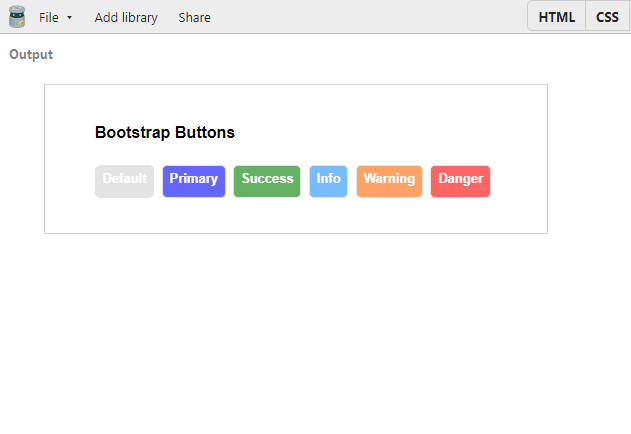 File Add library Share HTML CSS
Output
Bootstrap Buttons
Default Primary Success Info Warning Danger